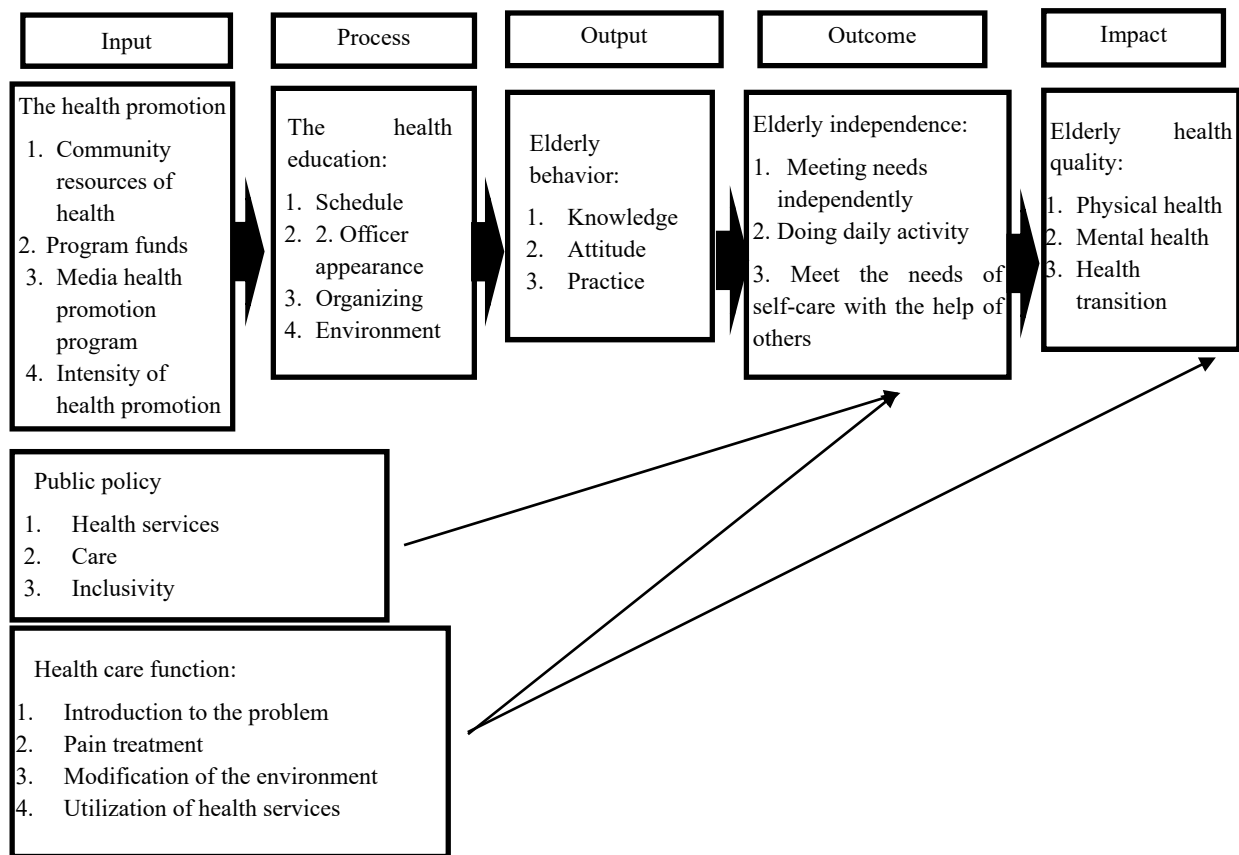 Input
Process
Output
Outcome
Impact
The health promotion
1. Community
resources of
health
2. Program funds
3. Media health
promotion
program
4. Intensity of
health promotion
The health
education:
1. Schedule
2. 2. Officer
appearance
3. Organizing
4. Environment
Elderly
behavior:
1. Knowledge
2. Attitude
3. Practice
Elderly independence:
1. Meeting needs
independently
2. Doing daily activity
3. Meet the needs of
self-care with the help of
others
Elderly health
quality:
1. Physical health
2. Mental health
3. Health
transition
Public policy
1. Health services
2. Care
3. Inclusivity
Health care function:
1. Introduction to the problem
2. Pain treatment
3. Modification of the environment
4. Utilization of health services